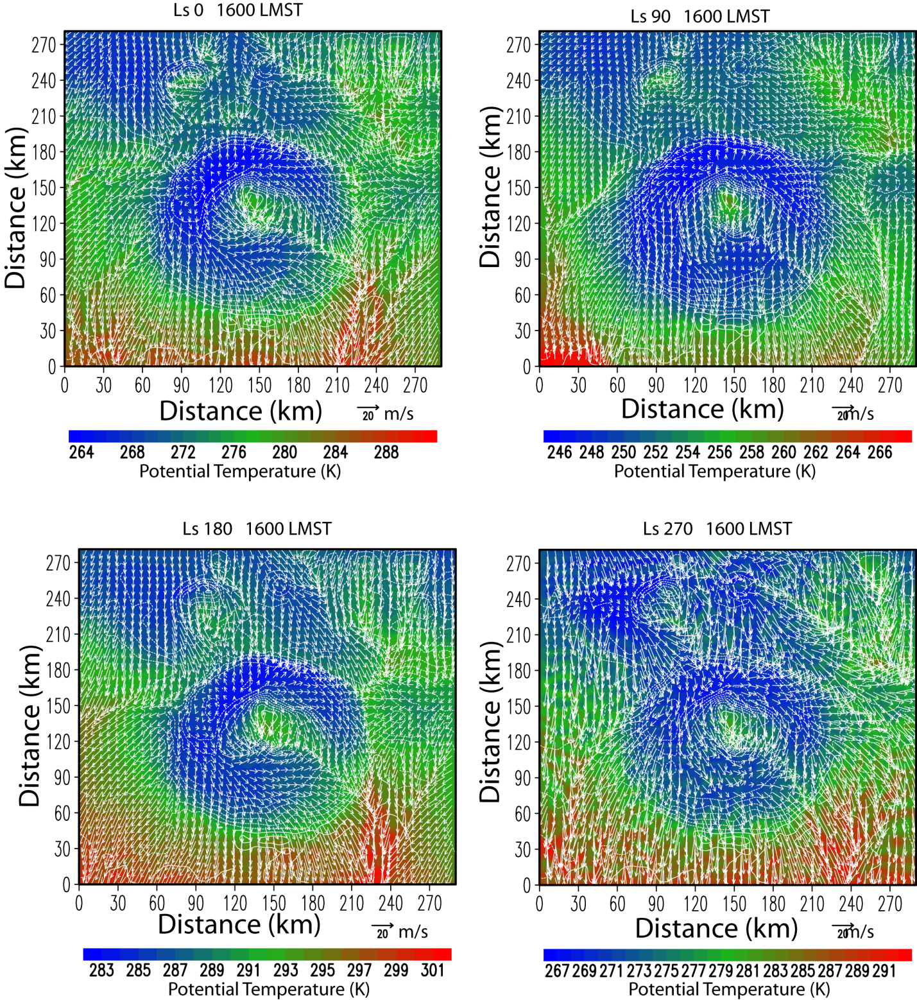 Ls 0 1600 LMST
270
240
210
180
150
120
90
60
30
0
Distance (km)
0 30 60 90 120 150 180 210 240 270
Distance (km)
20 m/s
264 268 272 276 280 284 288
Potential Temperature (K)
Ls 90 1600 LMST
270
240
210
180
150
120
90
60
30
0
Distance (km)
0 30 60 90 120 150 180 210 240 270
Distance (km)
20 m/s
246 248 250 252 254 256 258 260 262 264 266
Potential Temperature (K)
Ls 180 1600 LMST
270
240
210
180
150
120
90
60
30
0
Distance (km)
0 30 60 90 120 150 180 210 240 270
Distance (km)
20 m/s
283 285 287 289 291 293 295 297 299 301
Potential Temperature (K)
Ls 270 1600 LMST
270
240
210
180
150
120
90
60
30
0
Distance (km)
0 30 60 90 120 150 180 210 240 270
Distance (km)
20 m/s
267 269 271 273 275 277 279 281 283 285 287 289 291
Potential Temperature (K)